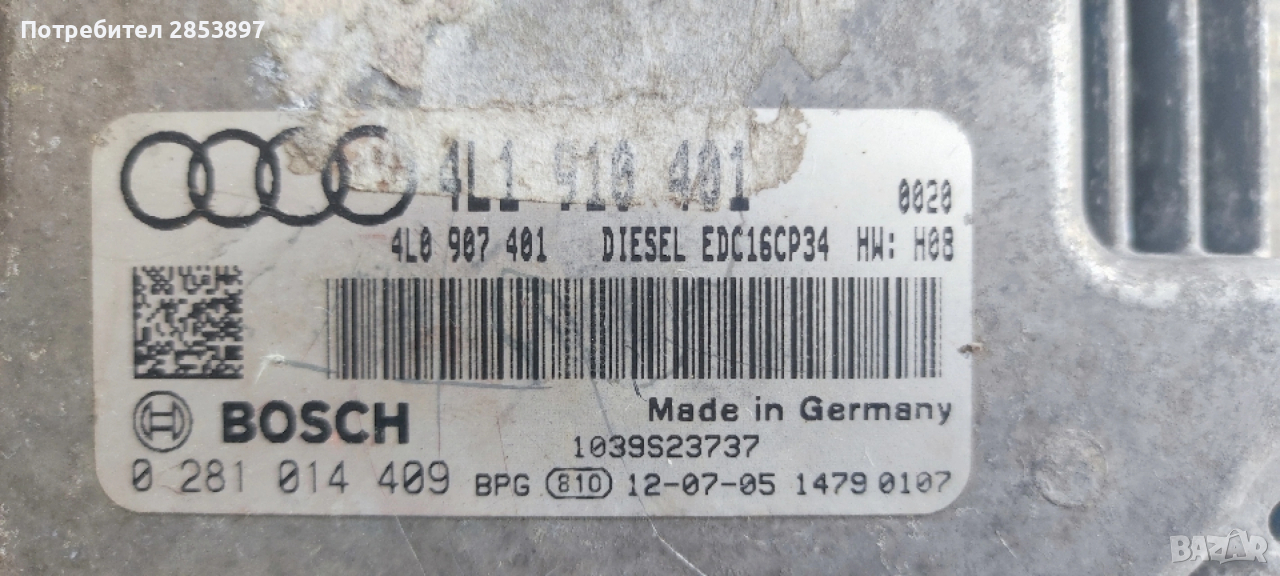 Потребител 2853897
4L1 910 401
0020
4L0 907 401 DIESEL EDC16CP34 HW: H08
BOSCH
Made in Germany
1039S23737
0 281 014 409 BPG 810 12-07-05 1479 0107
BAZAR